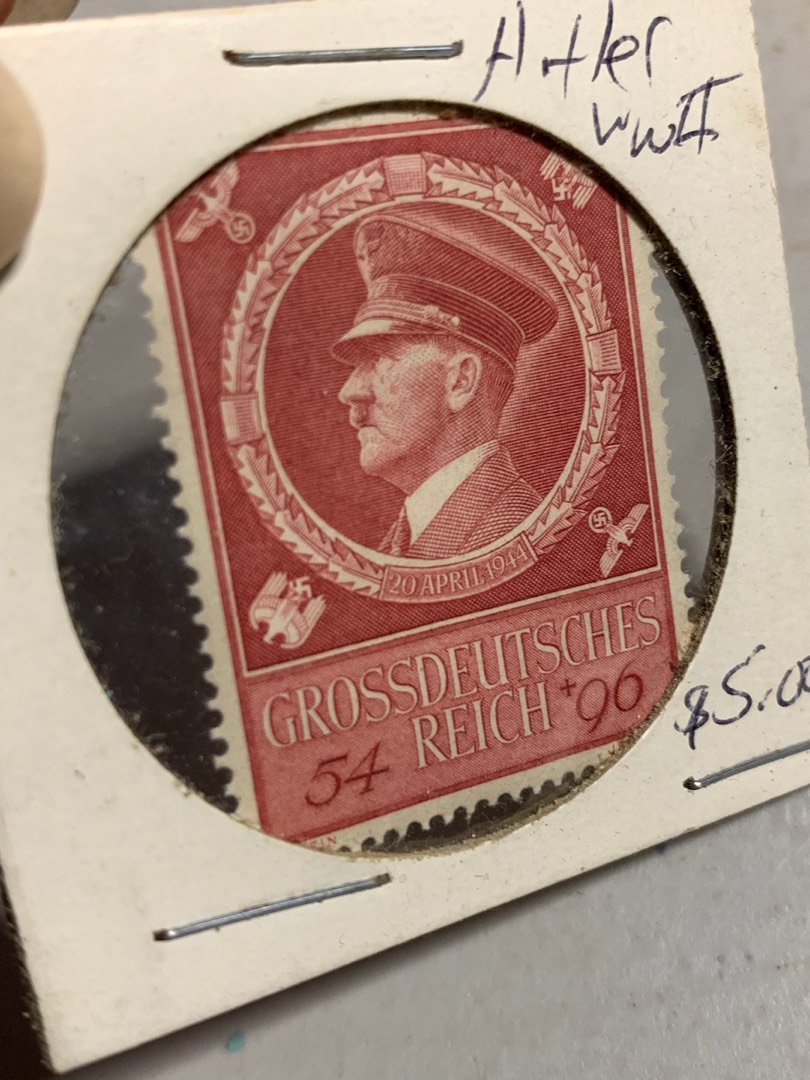 Hitler
WWII
20 APRIL 1944
GROSSDEUTSCHES
REICH
54 + 96
$5.00